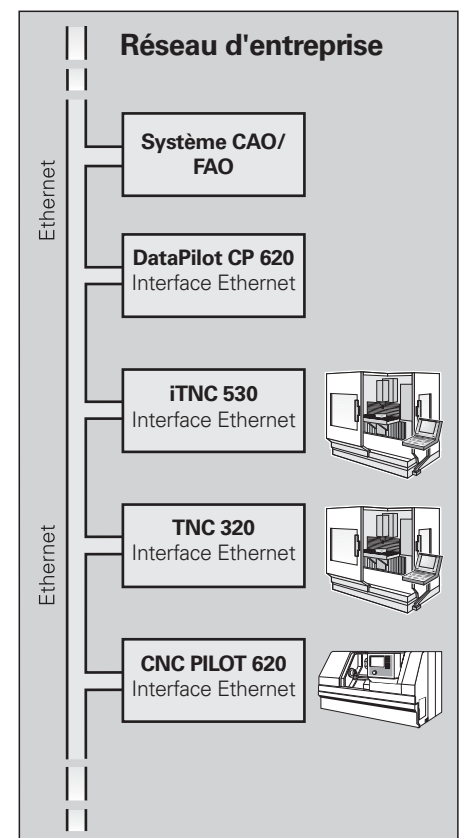 Réseau d'entreprise
Système CAO/
FAO
Ethernet
DataPilot CP 620
Interface Ethernet
iTNC 530
Interface Ethernet
TNC 320
Interface Ethernet
Ethernet
CNC PILOT 620
Interface Ethernet